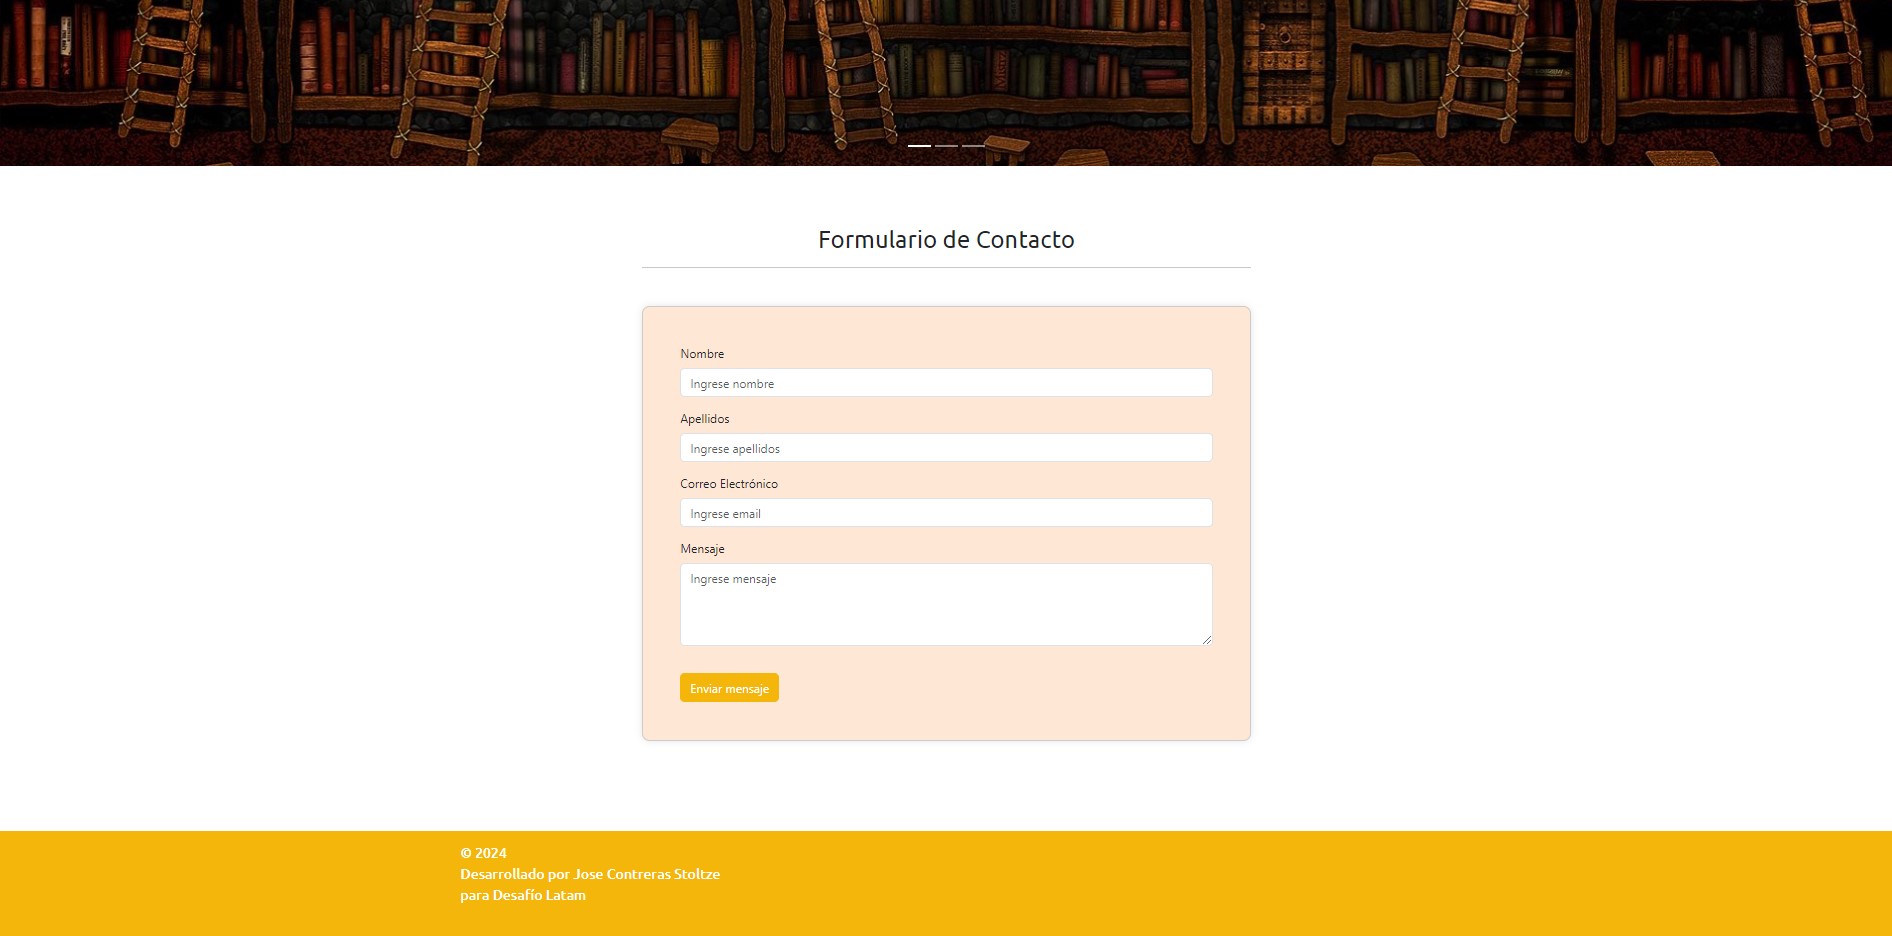 Formulario de Contacto
Nombre
Ingrese nombre
Apellidos
Ingrese apellidos
Correo Electrónico
Ingrese email
Mensaje
Ingrese mensaje
Enviar mensaje
© 2024
Desarrollado por Jose Contreras Stoltze
para Desafío Latam